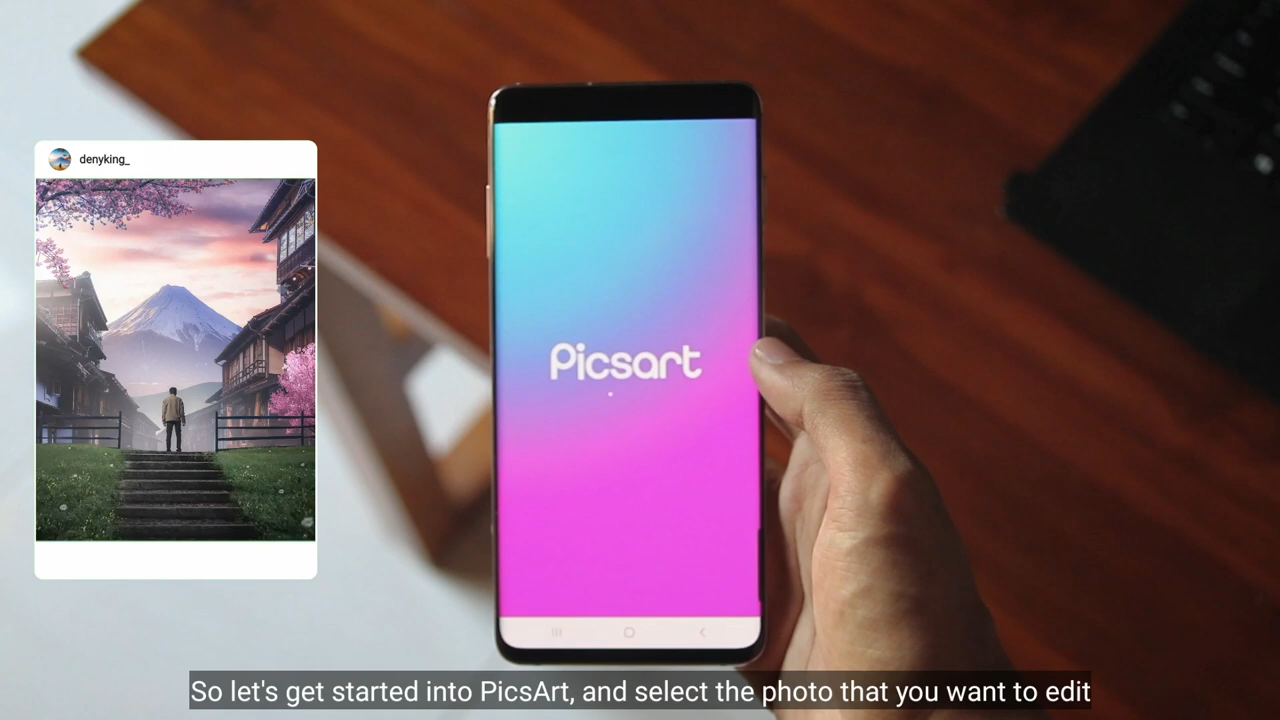 denyking_
Picsart
So let's get started into PicsArt, and select the photo that you want to edit